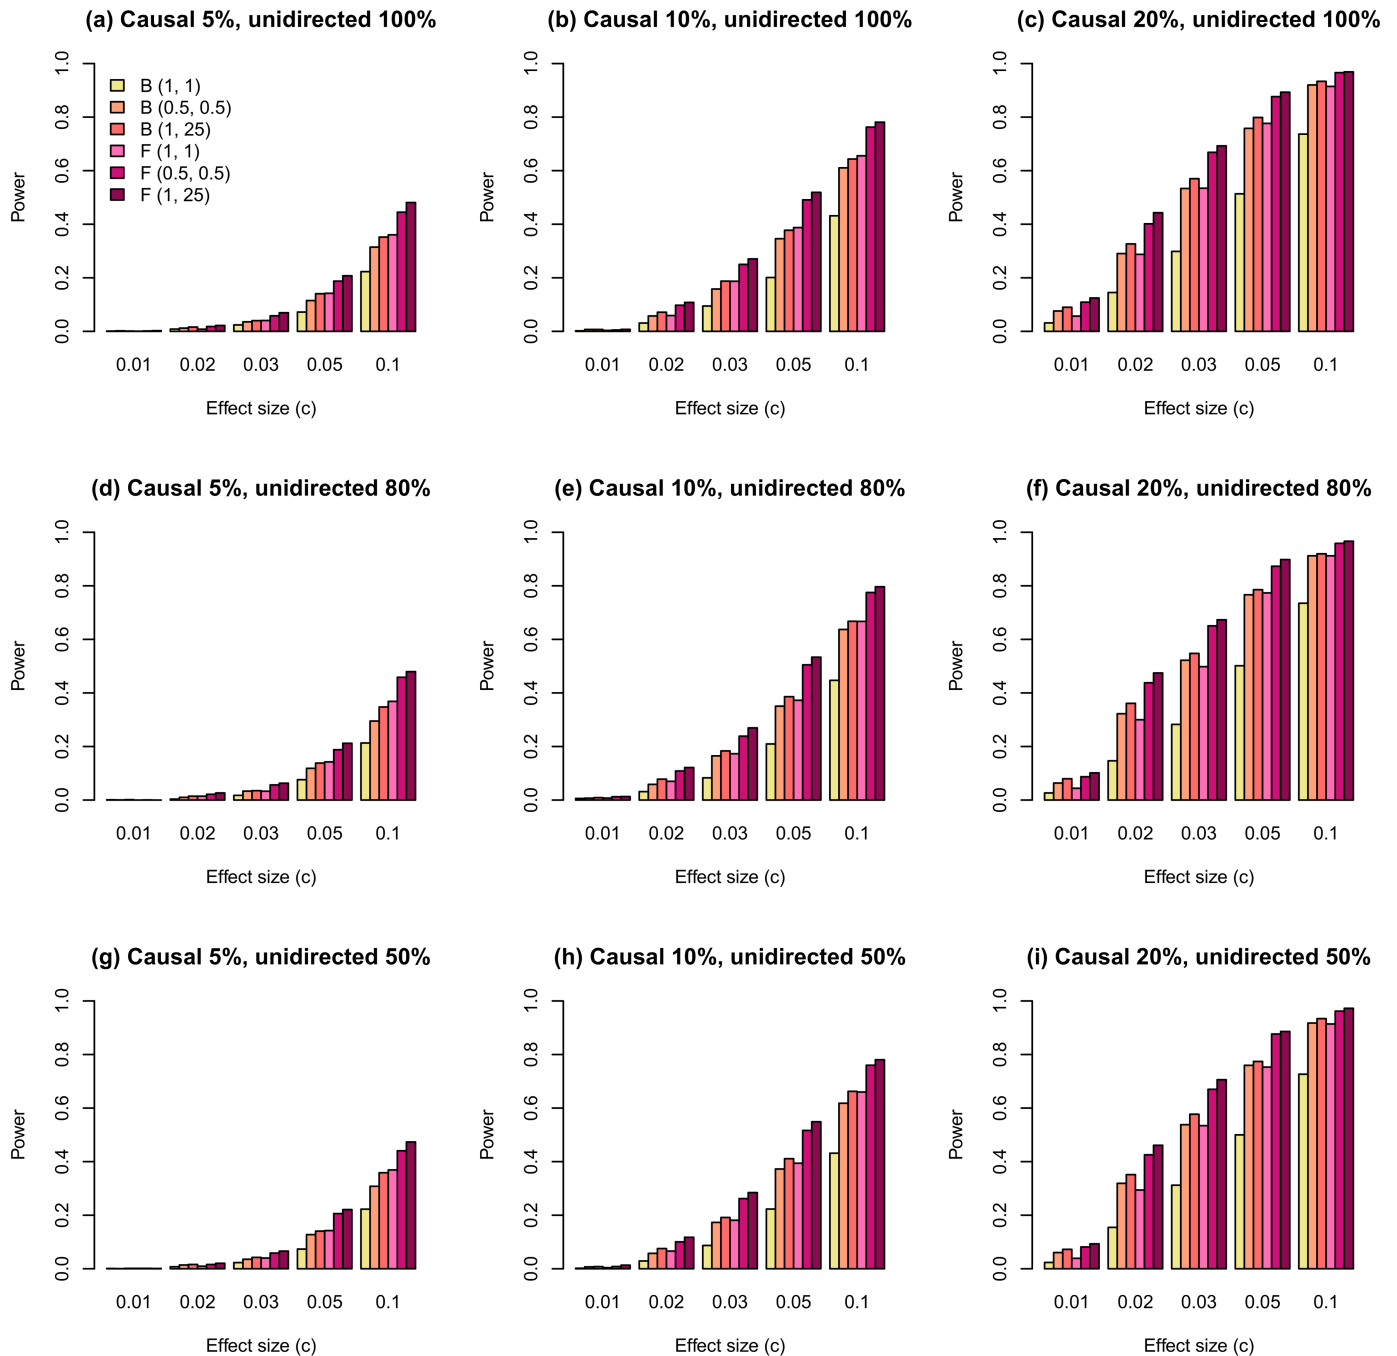 (a) Causal 5%, unidirected 100%
Power
0.0 0.2 0.4 0.6 0.8 1.0
B (1, 1)
B (0.5, 0.5)
B (1, 25)
F (1, 1)
F (0.5, 0.5)
F (1, 25)
0.01 0.02 0.03 0.05 0.1
Effect size (c)
(b) Causal 10%, unidirected 100%
Power
0.0 0.2 0.4 0.6 0.8 1.0
0.01 0.02 0.03 0.05 0.1
Effect size (c)
(c) Causal 20%, unidirected 100%
Power
0.0 0.2 0.4 0.6 0.8 1.0
0.01 0.02 0.03 0.05 0.1
Effect size (c)
(d) Causal 5%, unidirected 80%
Power
0.0 0.2 0.4 0.6 0.8 1.0
0.01 0.02 0.03 0.05 0.1
Effect size (c)
(e) Causal 10%, unidirected 80%
Power
0.0 0.2 0.4 0.6 0.8 1.0
0.01 0.02 0.03 0.05 0.1
Effect size (c)
(f) Causal 20%, unidirected 80%
Power
0.0 0.2 0.4 0.6 0.8 1.0
0.01 0.02 0.03 0.05 0.1
Effect size (c)
(g) Causal 5%, unidirected 50%
Power
0.0 0.2 0.4 0.6 0.8 1.0
0.01 0.02 0.03 0.05 0.1
Effect size (c)
(h) Causal 10%, unidirected 50%
Power
0.0 0.2 0.4 0.6 0.8 1.0
0.01 0.02 0.03 0.05 0.1
Effect size (c)
(i) Causal 20%, unidirected 50%
Power
0.0 0.2 0.4 0.6 0.8 1.0
0.01 0.02 0.03 0.05 0.1
Effect size (c)